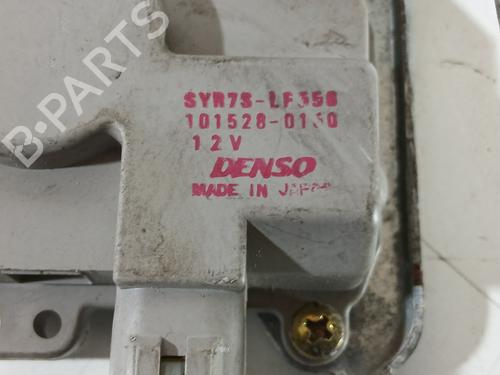 B-PARTS
SYR7S-LF350
101528-0130
12V
DENSO
MADE IN JAPAN